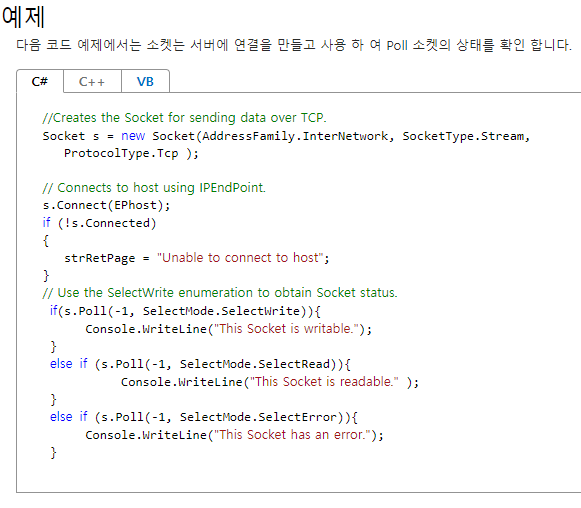 예제
다음 코드 예제에서는 소켓는 서버에 연결을 만들고 사용 하 여 Poll 소켓의 상태를 확인 합니다.
C# C++ VB
//Creates the Socket for sending data over TCP.
Socket s = new Socket(AddressFamily.InterNetwork, SocketType.Stream,
   ProtocolType.Tcp );
// Connects to host using IPEndPoint.
s.Connect(EPhost);
if (!s.Connected)
{
   strRetPage = "Unable to connect to host";
}
// Use the SelectWrite enumeration to obtain Socket status.
 if(s.Poll(-1, SelectMode.SelectWrite)){
      Console.WriteLine("This Socket is writable.");
 }
 else if (s.Poll(-1, SelectMode.SelectRead)){
           Console.WriteLine("This Socket is readable." );
 }
 else if (s.Poll(-1, SelectMode.SelectError)){
      Console.WriteLine("This Socket has an error.");
 }